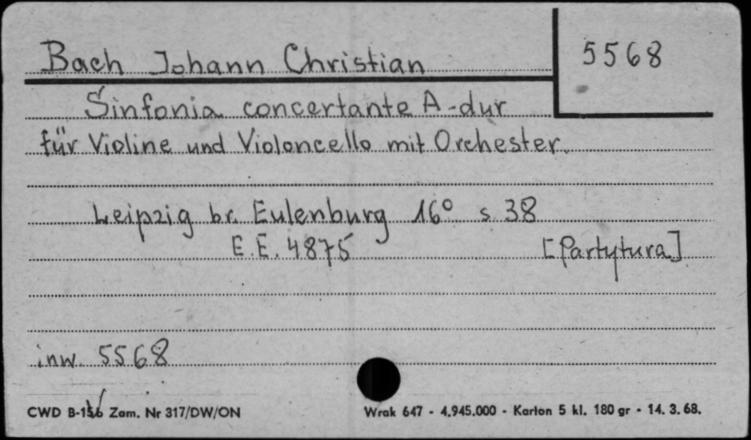 Bach Johann Christian
5568
Sinfonia concertante A-dur
für Violine und Violoncello mit Orchester.
Leipzig br. Eulenburg 16° s. 38
E.E. 4875 [Partytura]
inw. 5568
CWD B-156 Zam. Nr 317/DW/ON Wrak 647 - 4.945.000 - Karton 5 kl. 180 gr - 14. 3. 68.